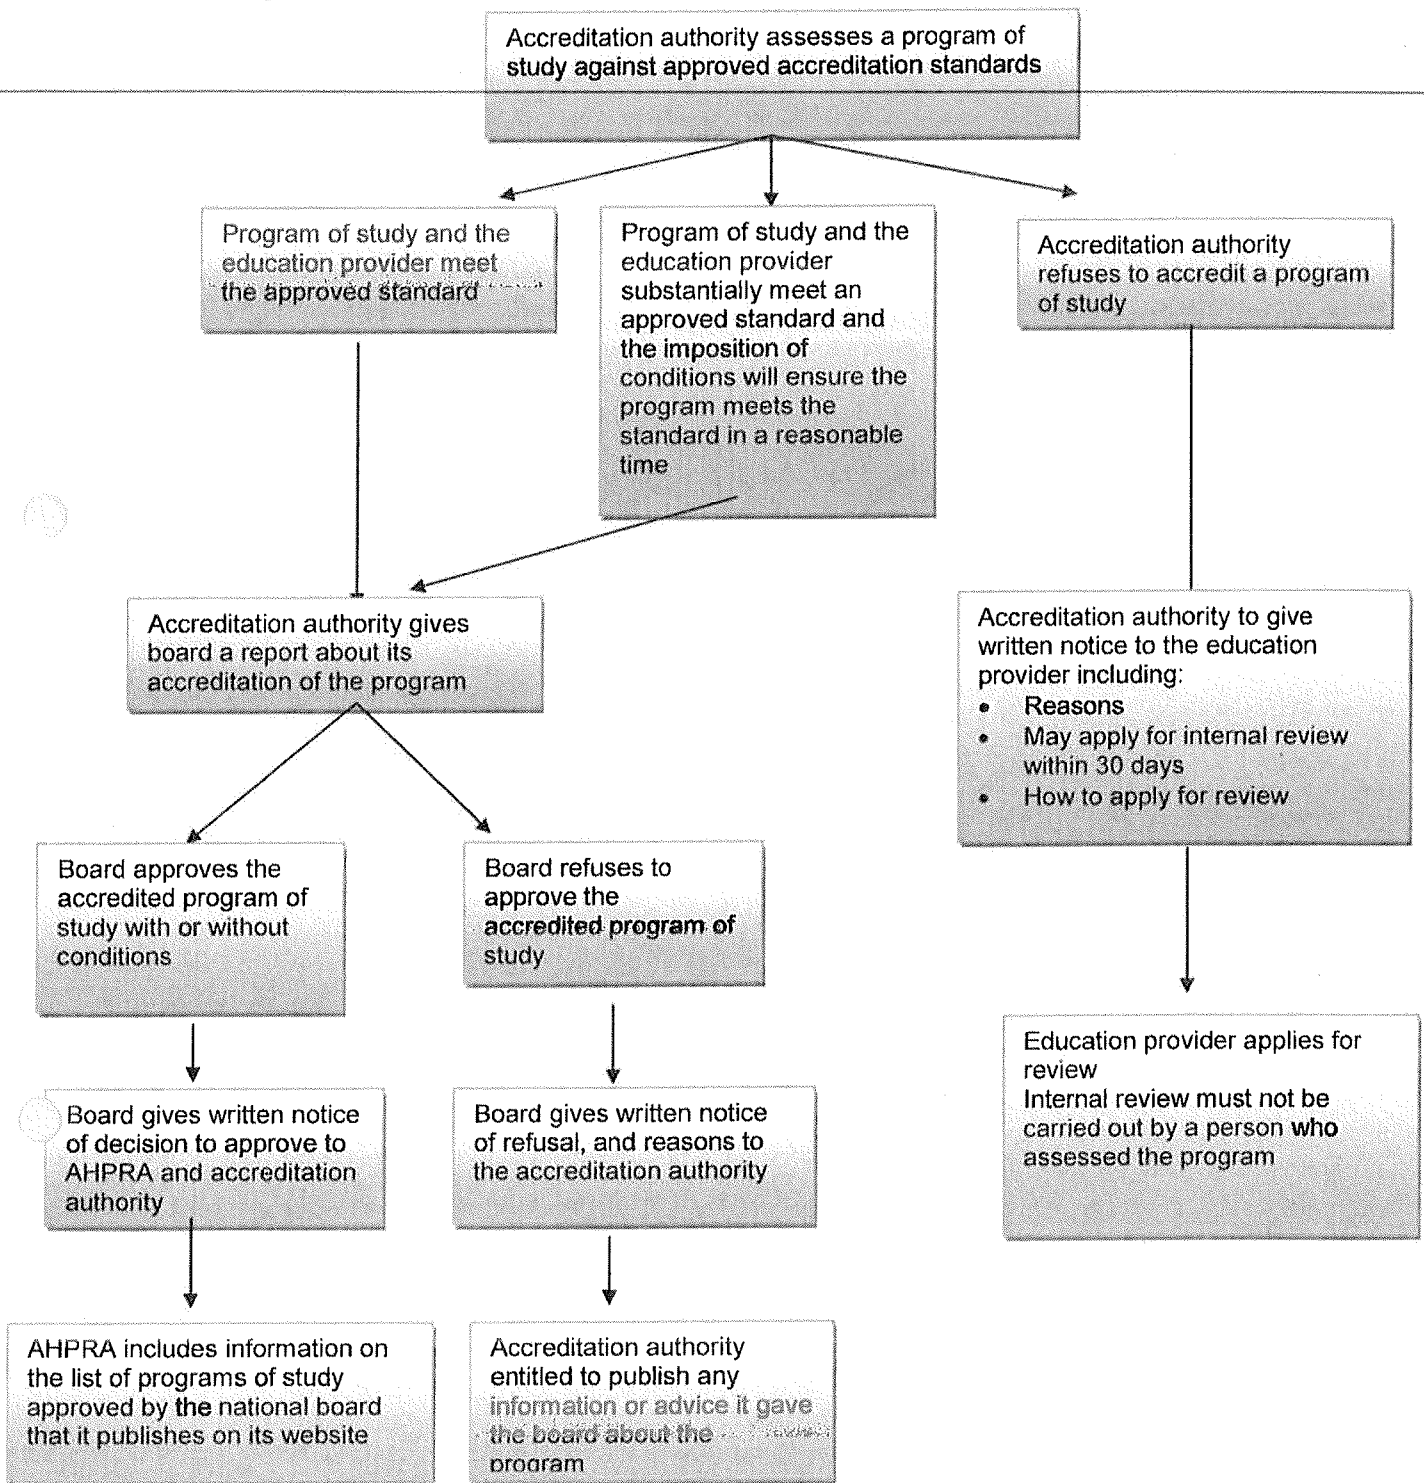 Accreditation authority assesses a program of
study against approved accreditation standards
Program of study and the
education provider meet
the approved standard
Program of study and the
education provider
substantially meet an
approved standard and
the imposition of
conditions will ensure the
program meets the
standard in a reasonable
time
Accreditation authority
refuses to accredit a program
of study
Accreditation authority gives
board a report about its
accreditation of the program
Accreditation authority to give
written notice to the education
provider including:
• Reasons
• May apply for internal review
within 30 days
• How to apply for review
Board approves the
accredited program of
study with or without
conditions
Board refuses to
approve the
accredited program of
study
Education provider applies for
review
Internal review must not be
carried out by a person who
assessed the program
Board gives written notice
of decision to approve to
AHPRA and accreditation
authority
Board gives written notice
of refusal, and reasons to
the accreditation authority
AHPRA includes information on
the list of programs of study
approved by the national board
that it publishes on its website
Accreditation authority
entitled to publish any
information or advice it gave
the board about the
program